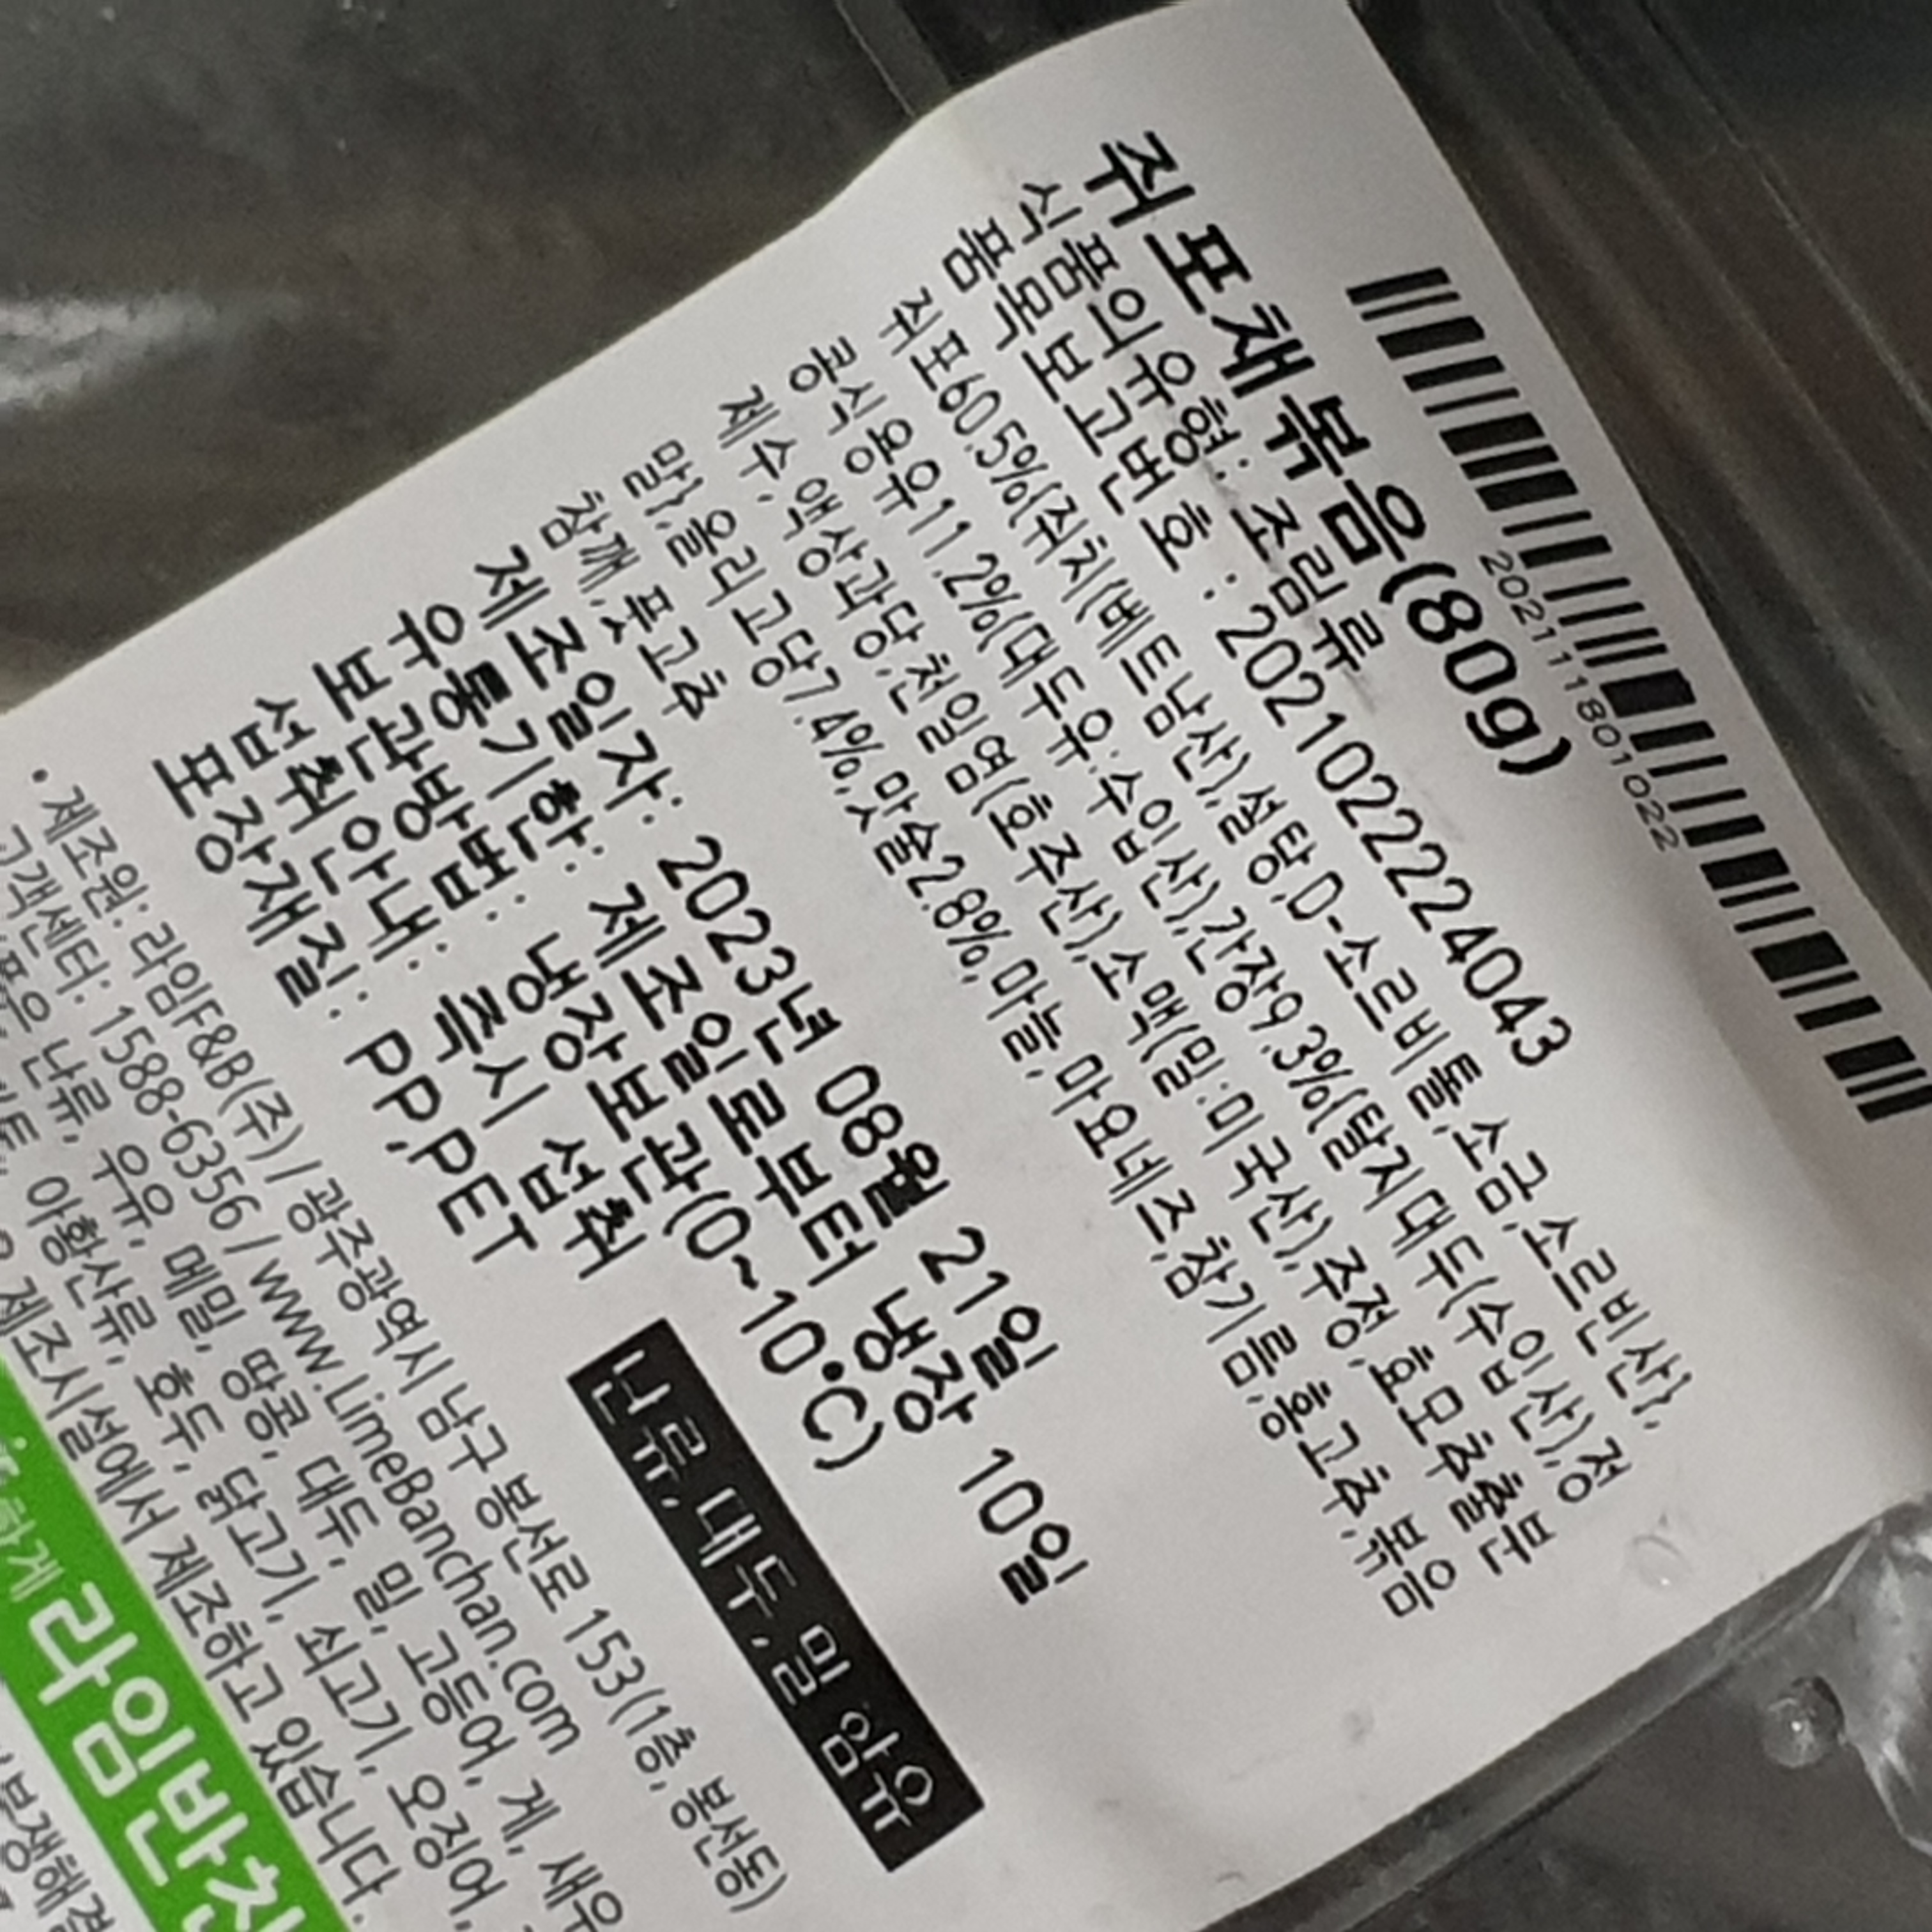 2021118010​22
쥐포채볶음(80g)
식품의유형: 조림류
품목보고번호 : 20210222224043
쥐포60.5%{쥐치(베트남산),설탕,D-소르비톨,소금,소르빈산},
콩식용유11.2%(대두유:수입산),간장9.3%{탈지대두(수입산),정
제수,액상과당,천일염(호주산),소맥(밀:미국산),주정,효모추출분
말},올리고당7.4%,맛술2.8%,마늘,마요네즈,참기름,홍고추,볶음
참깨,풋고추
제조일자: 2023년 08월 21일
유통기한: 제조일로부터 냉장 10일
보관방법: 냉장보관(0~10℃)
섭취안내: 즉시 섭취
포장재질: PP,PET
난류,대두,밀 함유
· 제조원: 라임F&B(주) / 광주광역시 남구 봉선로 153(1층, 봉선동)
고객센터: 1588-6356 / www.LimeBanchan.com
난류, 우유, 메밀, 땅콩, 대두, 밀, 고등어, 게, 새우
아황산류, 호두, 닭고기, 쇠고기, 오징어,
제조시설에서 제조하고 있습니다.
하게 라임반찬
분쟁해결